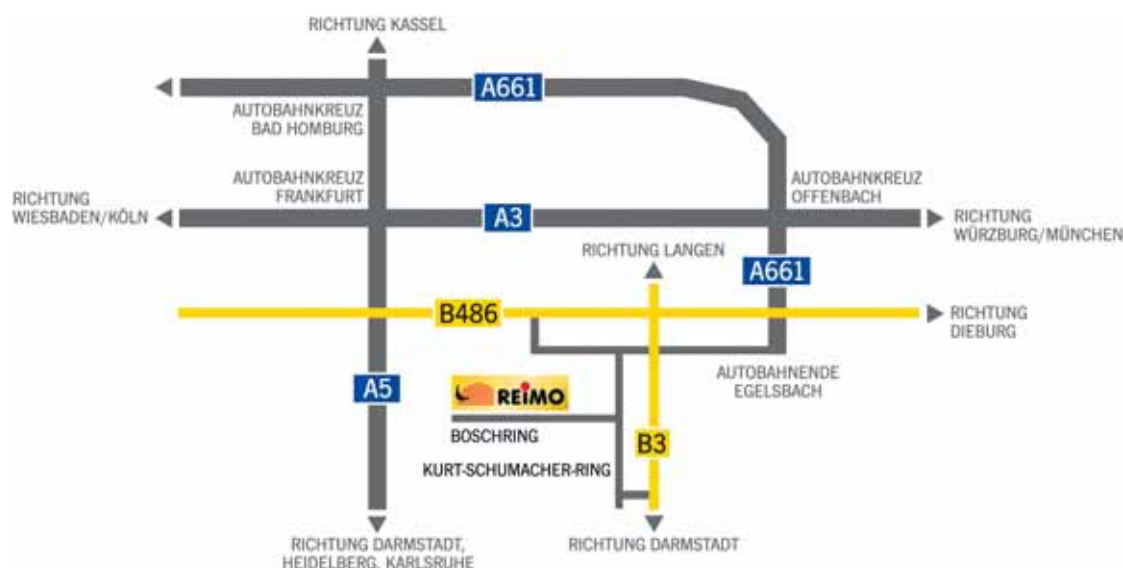 RICHTUNG KASSEL
A661
AUTOBAHNKREUZ
BAD HOMBURG
AUTOBAHNKREUZ
FRANKFURT
AUTOBAHNKREUZ
OFFENBACH
RICHTUNG
WIESBADEN/KÖLN
A3
RICHTUNG
WÜRZBURG/MÜNCHEN
RICHTUNG LANGEN
A661
B486
RICHTUNG
DIEBURG
A5
REIMO
AUTOBAHNENDE
EGELSBACH
BOSCHRING
B3
KURT-SCHUMACHER-RING
RICHTUNG DARMSTADT,
HEIDELBERG, KARLSRUHE
RICHTUNG DARMSTADT